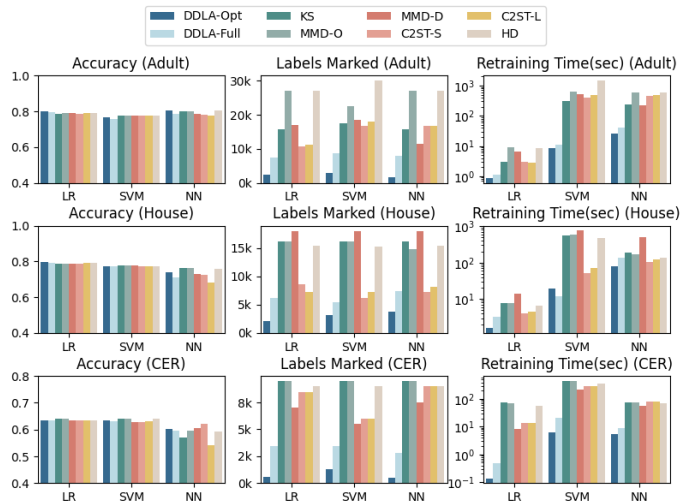 DDLA-Opt KS MMD-D C2ST-L
DDLA-Full MMD-O C2ST-S HD
Accuracy (Adult) Labels Marked (Adult) Retraining Time(sec) (Adult)
1.0 30k 10³
0.8 20k 10²
0.6 10k 10¹
0.4 0k 10⁰
LR SVM NN LR SVM NN LR SVM NN
Accuracy (House) Labels Marked (House) Retraining Time(sec) (House)
1.0 15k 10³
0.8 10k 10²
0.6 5k 10¹
0.4 0k
LR SVM NN LR SVM NN LR SVM NN
Accuracy (CER) Labels Marked (CER) Retraining Time(sec) (CER)
0.8 8k 10²
0.7 5k 10¹
0.6 2k 10⁰
0.5 0k 10⁻¹
0.4
LR SVM NN LR SVM NN LR SVM NN